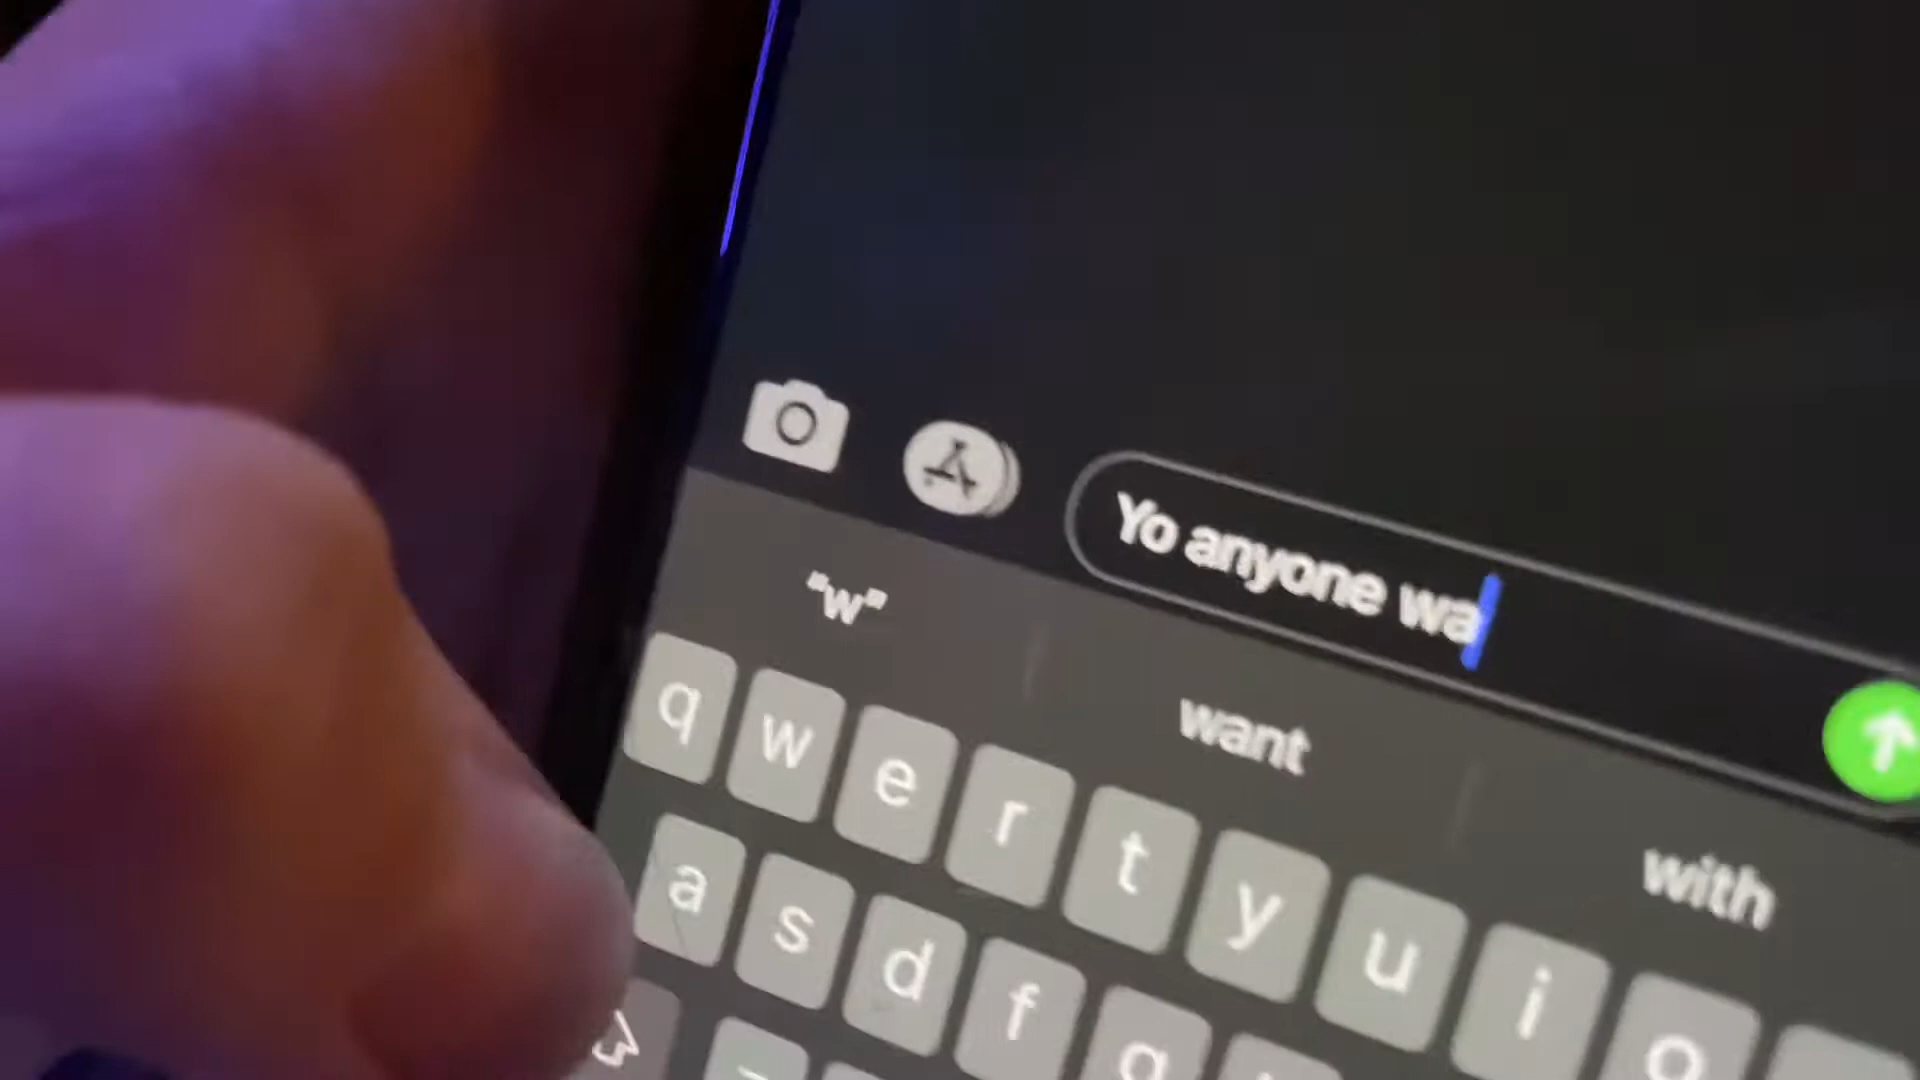 Yo anyone wa
“w” want with
q w e r t y u i o
a s d f g